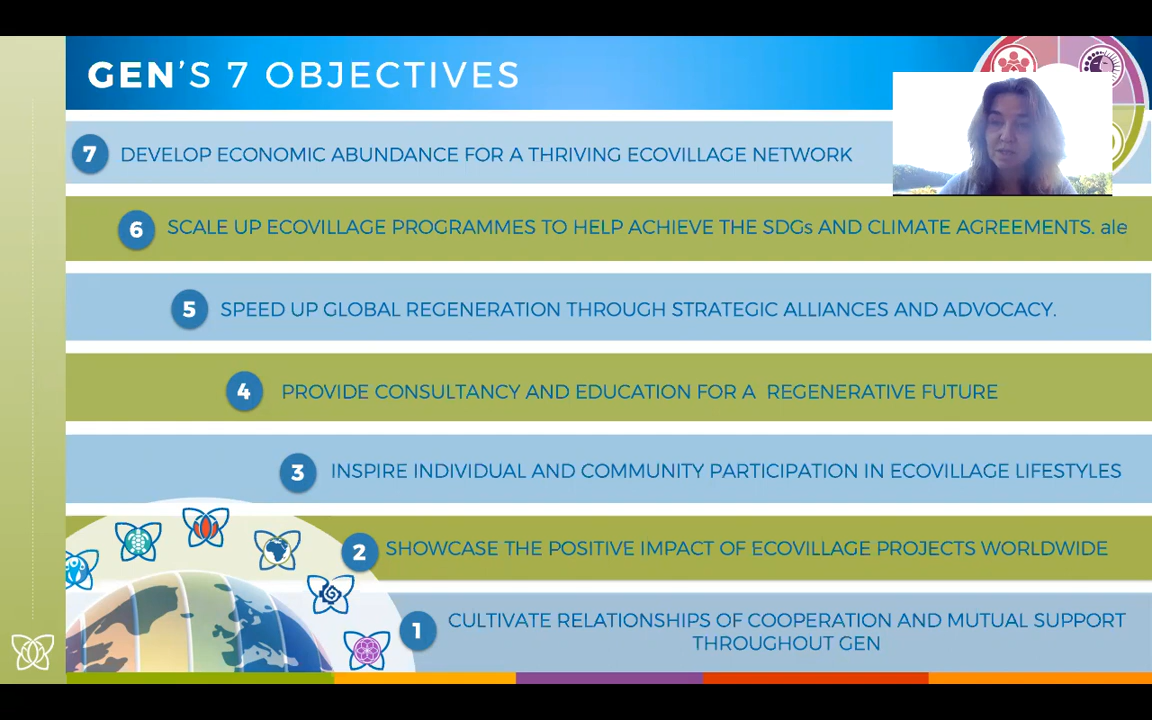 GEN'S 7 OBJECTIVES
7 DEVELOP ECONOMIC ABUNDANCE FOR A THRIVING ECOVILLAGE NETWORK
6 SCALE UP ECOVILLAGE PROGRAMMES TO HELP ACHIEVE THE SDGs AND CLIMATE AGREEMENTS. ale
5 SPEED UP GLOBAL REGENERATION THROUGH STRATEGIC ALLIANCES AND ADVOCACY.
4 PROVIDE CONSULTANCY AND EDUCATION FOR A REGENERATIVE FUTURE
3 INSPIRE INDIVIDUAL AND COMMUNITY PARTICIPATION IN ECOVILLAGE LIFESTYLES
2 SHOWCASE THE POSITIVE IMPACT OF ECOVILLAGE PROJECTS WORLDWIDE
1 CULTIVATE RELATIONSHIPS OF COOPERATION AND MUTUAL SUPPORT
THROUGHOUT GEN